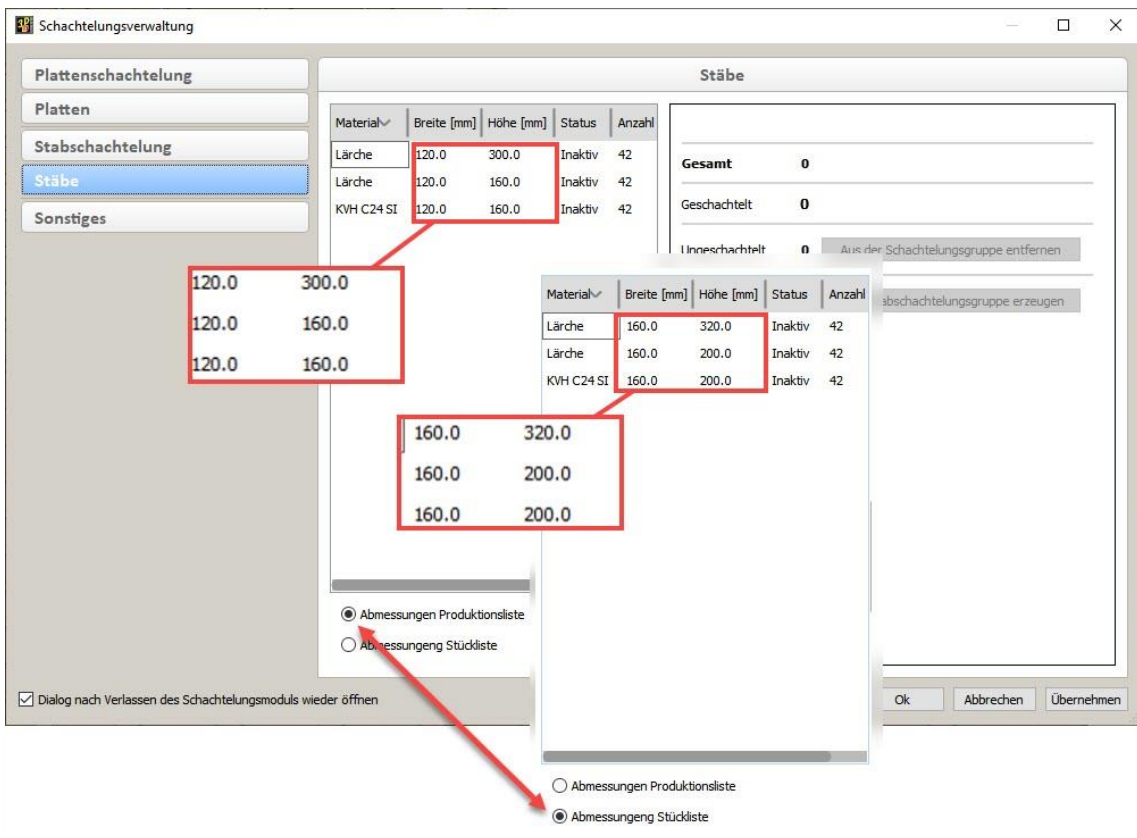 Schachtelungsverwaltung
Plattenschachtelung
Platten
Stabschachtelung
Stäbe
Sonstiges
Stäbe
Material Breite [mm] Höhe [mm] Status Anzahl
Lärche 120.0 300.0 Inaktiv 42
Lärche 120.0 160.0 Inaktiv 42
KVH C24 SI 120.0 160.0 Inaktiv 42
Gesamt 0
Geschachtelt 0
Ungeschachtelt 0 Aus der Schachtelungsgruppe entfernen
abschachtelungsgruppe erzeugen
120.0 300.0
120.0 160.0
120.0 160.0
Material Breite [mm] Höhe [mm] Status Anzahl
Lärche 160.0 320.0 Inaktiv 42
Lärche 160.0 200.0 Inaktiv 42
KVH C24 SI 160.0 200.0 Inaktiv 42
160.0 320.0
160.0 200.0
160.0 200.0
Abmessungen Produktionsliste
Abmessungeng Stückliste
Dialog nach Verlassen des Schachtelungsmoduls wieder öffnen
Ok Abbrechen Übernehmen
Abmessungen Produktionsliste
Abmessungeng Stückliste